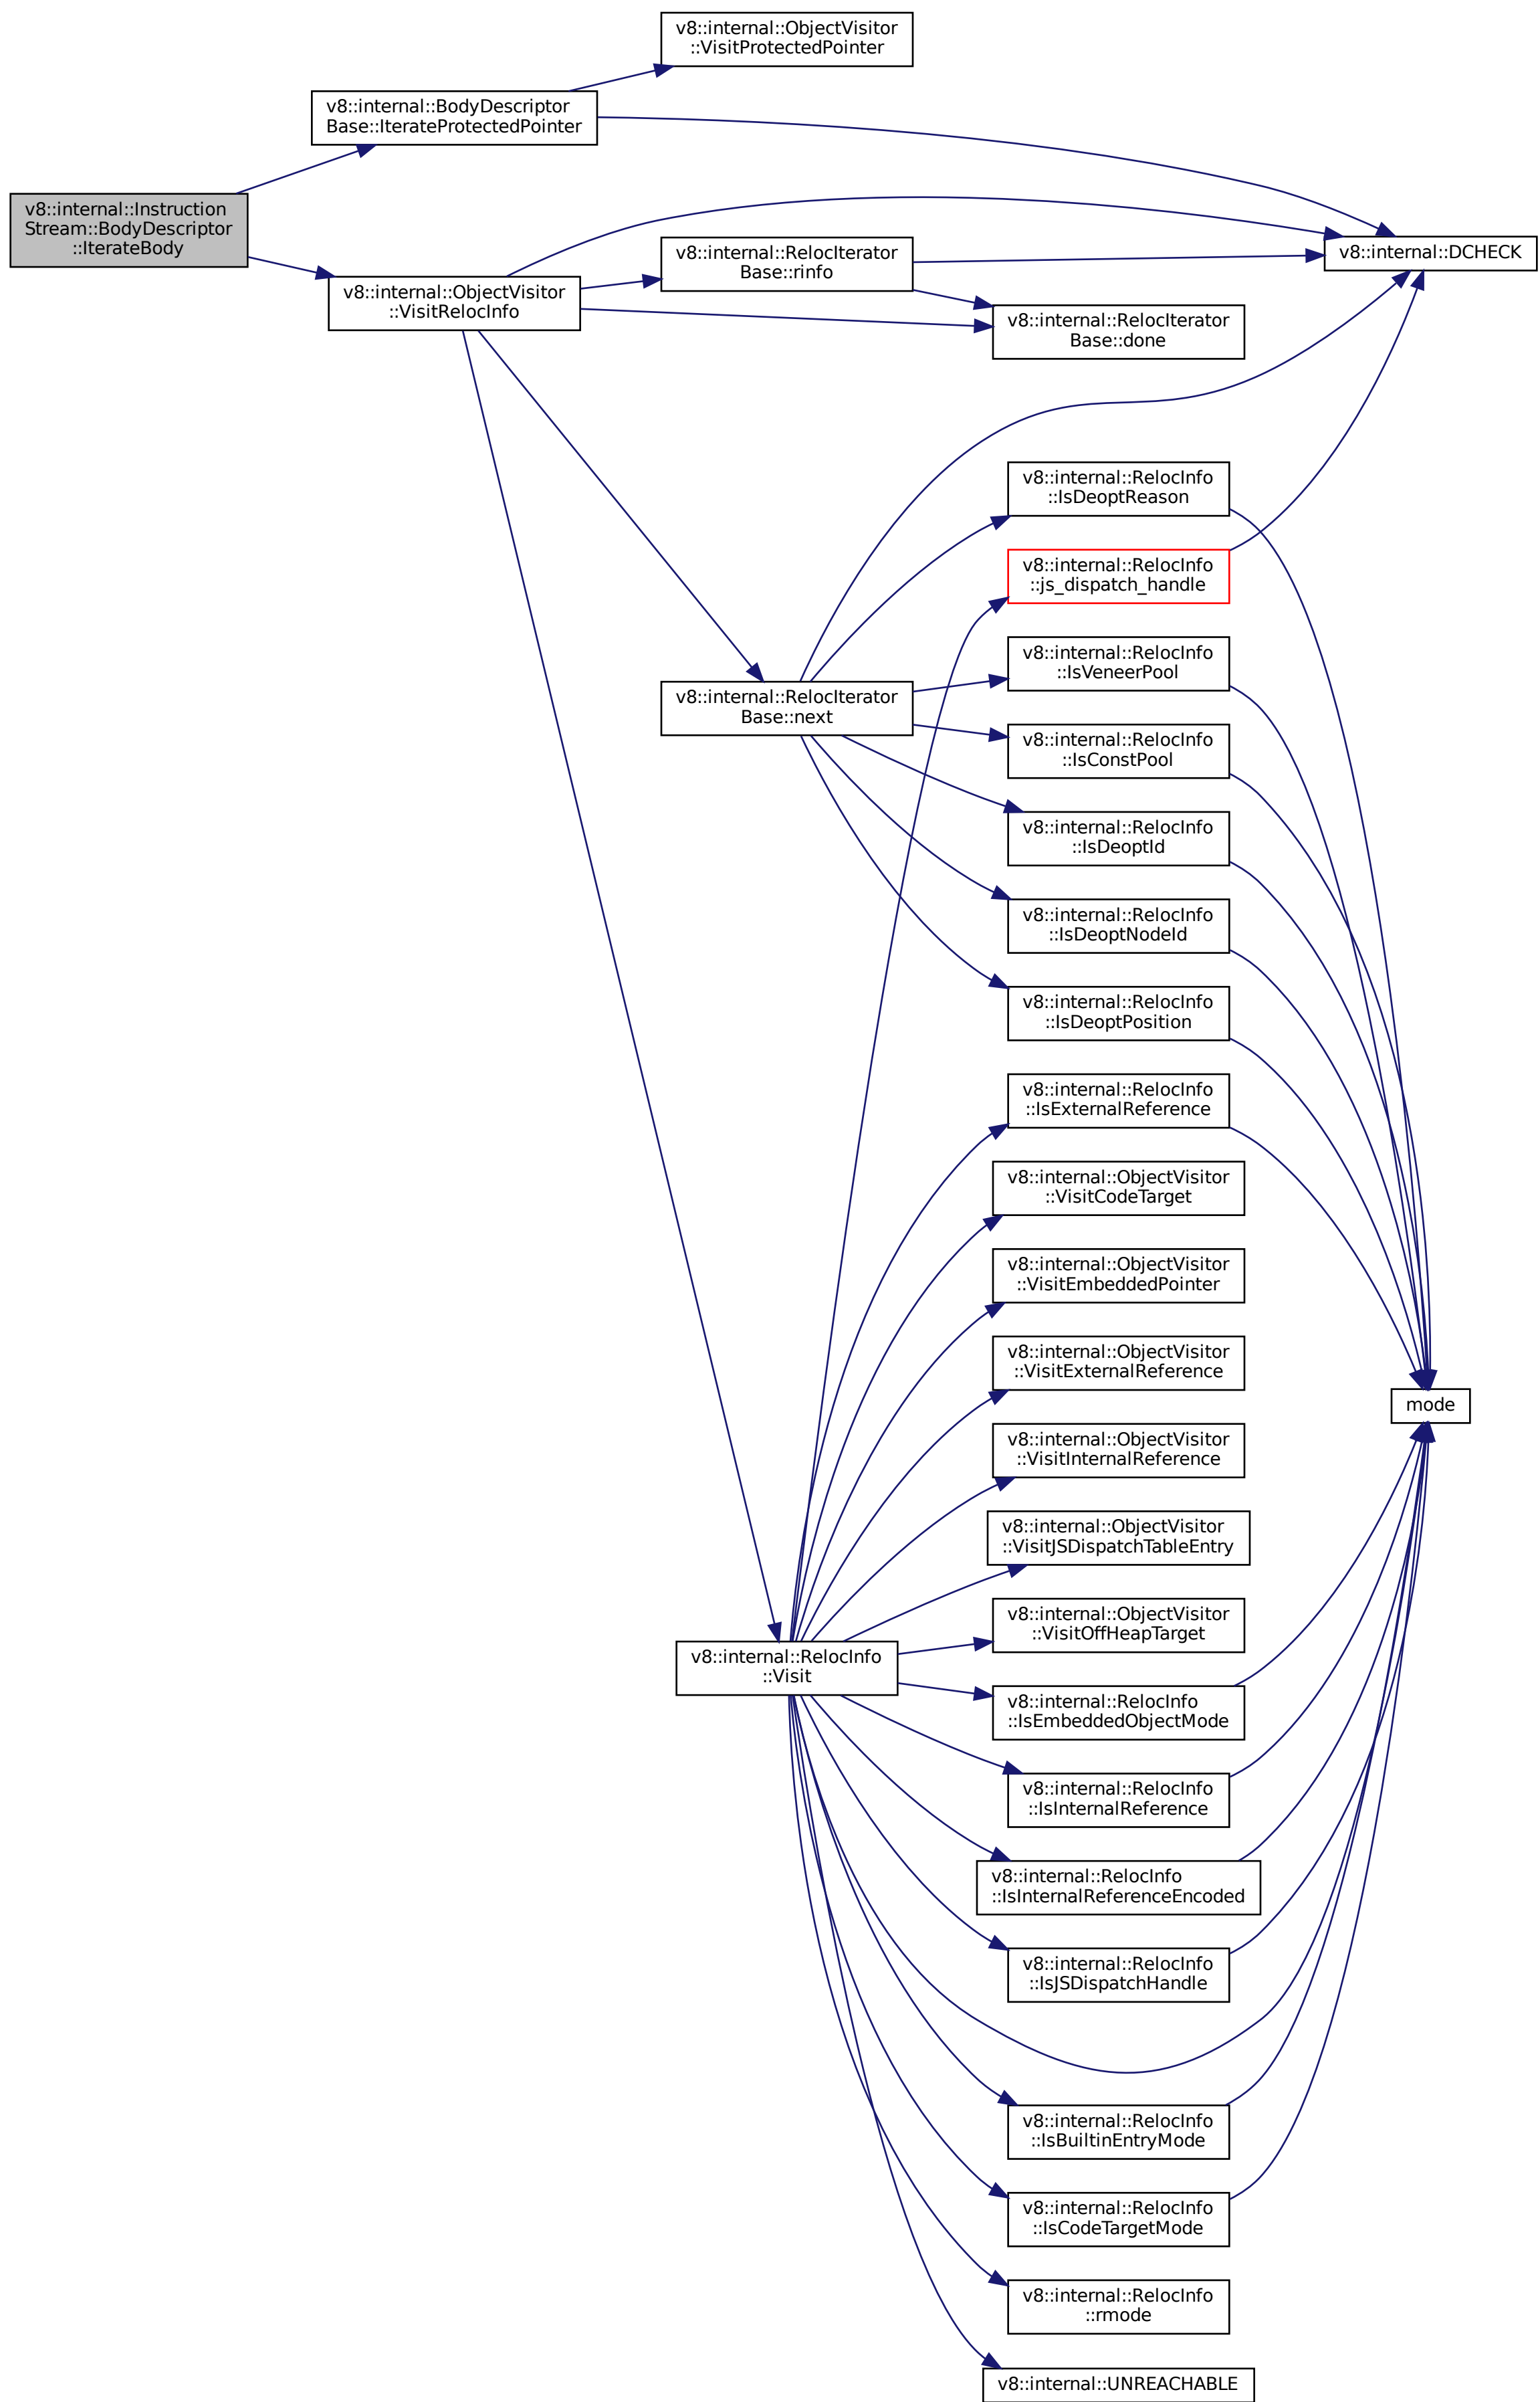 v8::internal::ObjectVisitor
::VisitProtectedPointer
v8::internal::BodyDescriptor
Base::IterateProtectedPointer
v8::internal::Instruction
Stream::BodyDescriptor
::IterateBody
v8::internal::RelocIterator
Base::rinfo
v8::internal::DCHECK
v8::internal::ObjectVisitor
::VisitRelocInfo
v8::internal::RelocIterator
Base::done
v8::internal::RelocInfo
::IsDeoptReason
v8::internal::RelocInfo
::js_dispatch_handle
v8::internal::RelocInfo
::IsVeneerPool
v8::internal::RelocIterator
Base::next
v8::internal::RelocInfo
::IsConstPool
v8::internal::RelocInfo
::IsDeoptId
v8::internal::RelocInfo
::IsDeoptNodeId
v8::internal::RelocInfo
::IsDeoptPosition
v8::internal::RelocInfo
::IsExternalReference
v8::internal::ObjectVisitor
::VisitCodeTarget
v8::internal::ObjectVisitor
::VisitEmbeddedPointer
v8::internal::ObjectVisitor
::VisitExternalReference
mode
v8::internal::ObjectVisitor
::VisitInternalReference
v8::internal::ObjectVisitor
::VisitJSDispatchTableEntry
v8::internal::ObjectVisitor
::VisitOffHeapTarget
v8::internal::RelocInfo
::Visit
v8::internal::RelocInfo
::IsEmbeddedObjectMode
v8::internal::RelocInfo
::IsInternalReference
v8::internal::RelocInfo
::IsInternalReferenceEncoded
v8::internal::RelocInfo
::IsJSDispatchHandle
v8::internal::RelocInfo
::IsBuiltinEntryMode
v8::internal::RelocInfo
::IsCodeTargetMode
v8::internal::RelocInfo
::rmode
v8::internal::UNREACHABLE